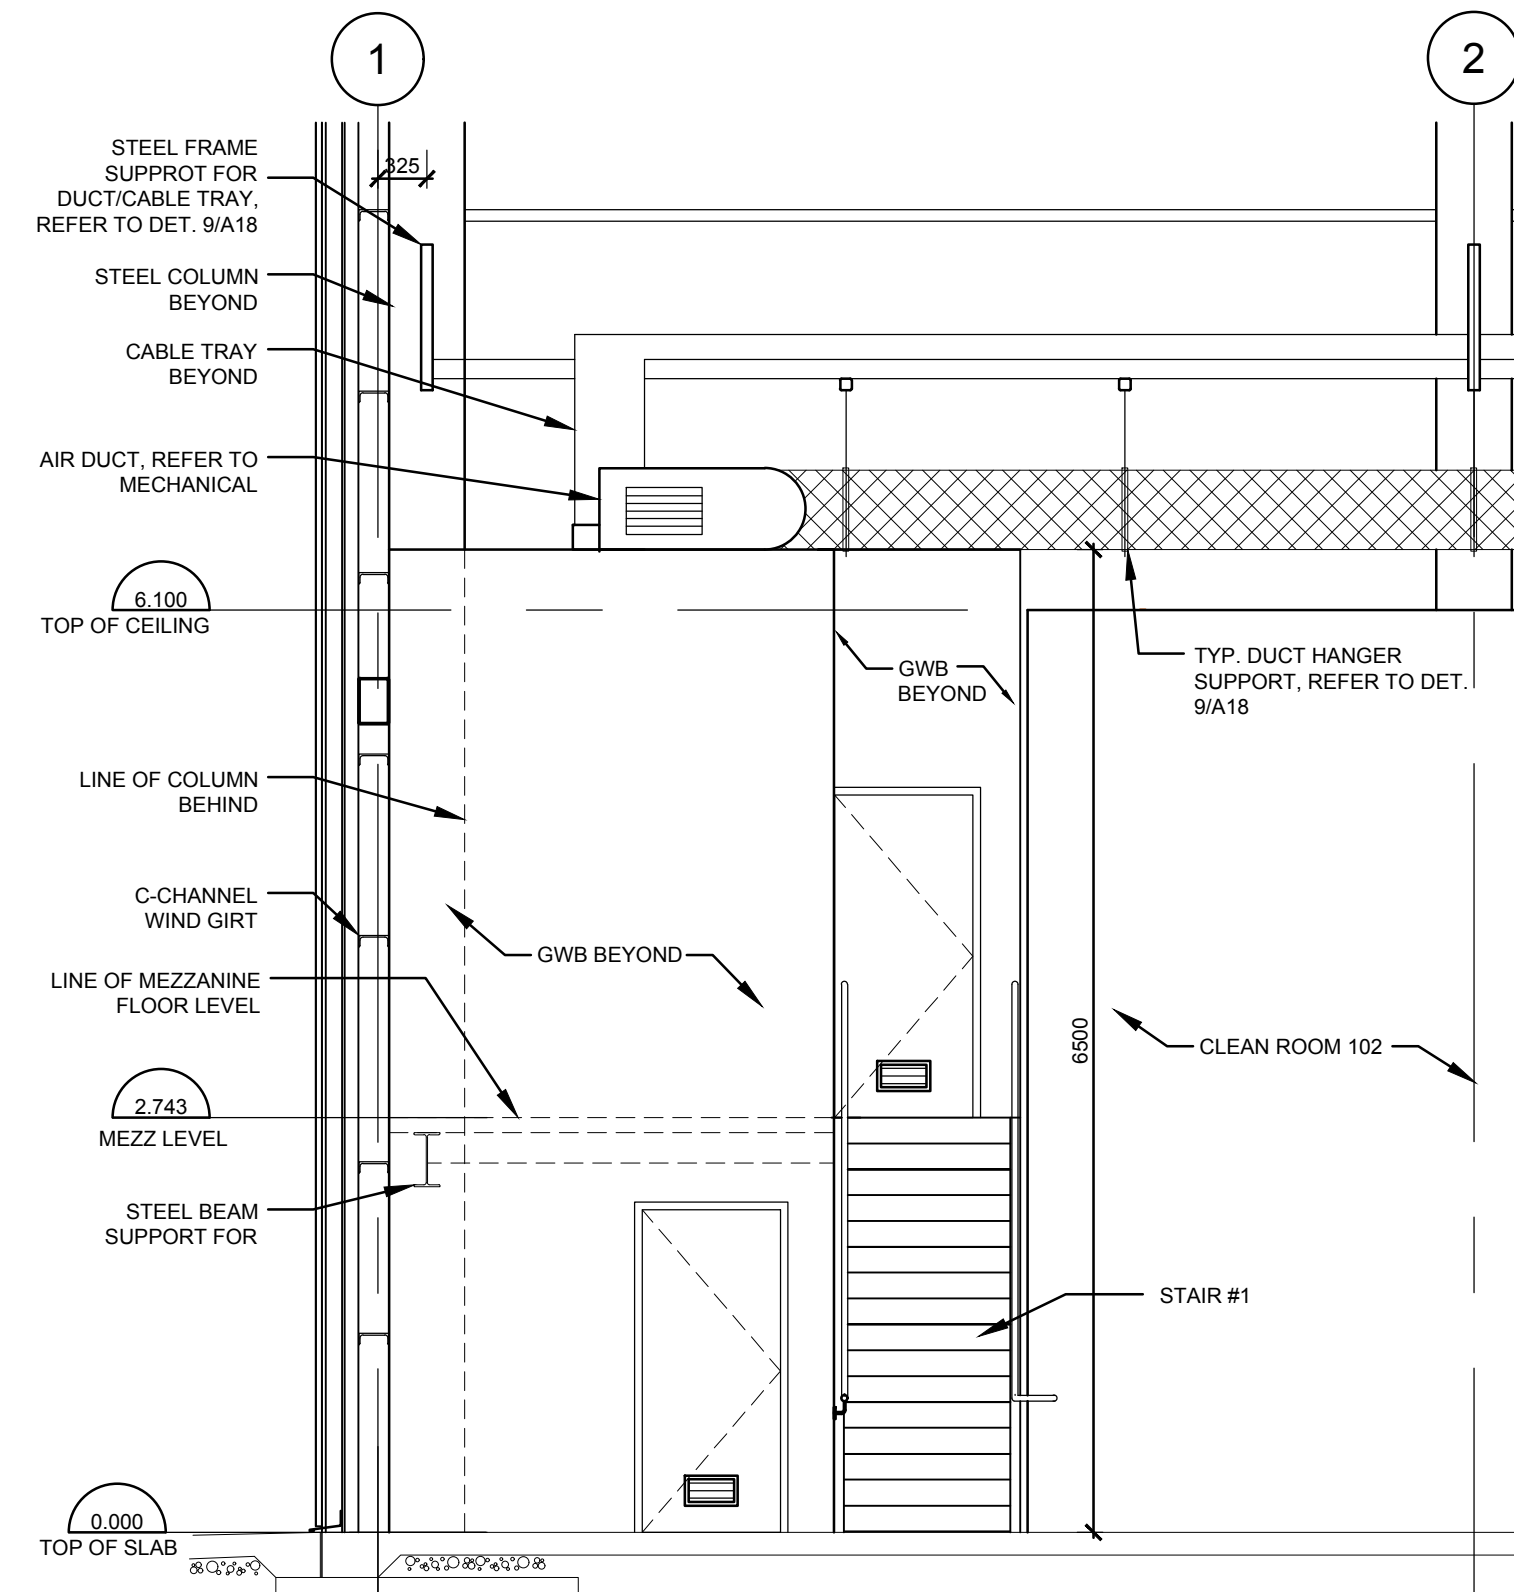 1
2
STEEL FRAME
SUPPROT FOR
DUCT/CABLE TRAY,
REFER TO DET. 9/A18
325
STEEL COLUMN
BEYOND
CABLE TRAY
BEYOND
AIR DUCT, REFER TO
MECHANICAL
6.100
TOP OF CEILING
GWB
BEYOND
TYP. DUCT HANGER
SUPPORT, REFER TO DET.
9/A18
LINE OF COLUMN
BEHIND
C-CHANNEL
WIND GIRT
GWB BEYOND
LINE OF MEZZANINE
FLOOR LEVEL
6500
CLEAN ROOM 102
2.743
MEZZ LEVEL
STEEL BEAM
SUPPORT FOR
STAIR #1
0.000
TOP OF SLAB